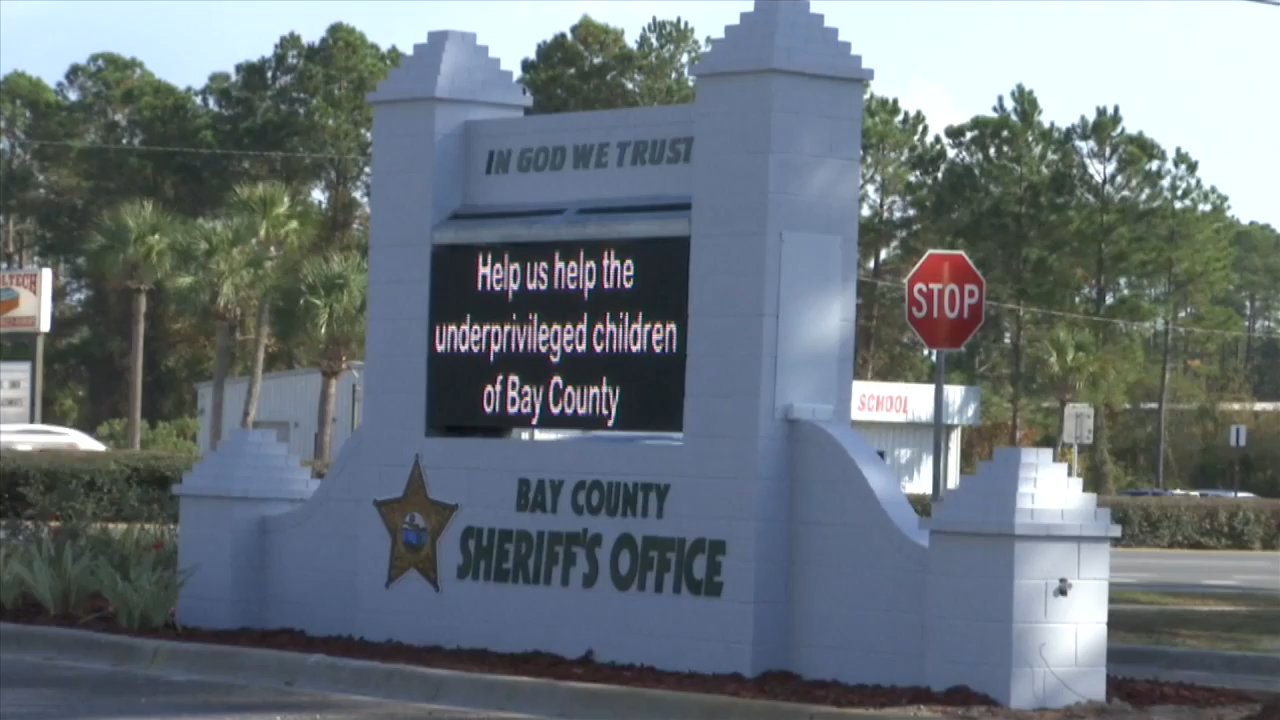 IN GOD WE TRUST
Help us help the
underprivileged children
of Bay County
STOP
SCHOOL
BAY COUNTY
SHERIFF'S OFFICE